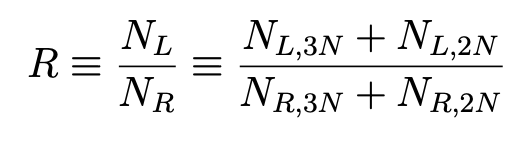 R ≡ N_L / N_R ≡ (N_{L,3N} + N_{L,2N}) / (N_{R,3N} + N_{R,2N})